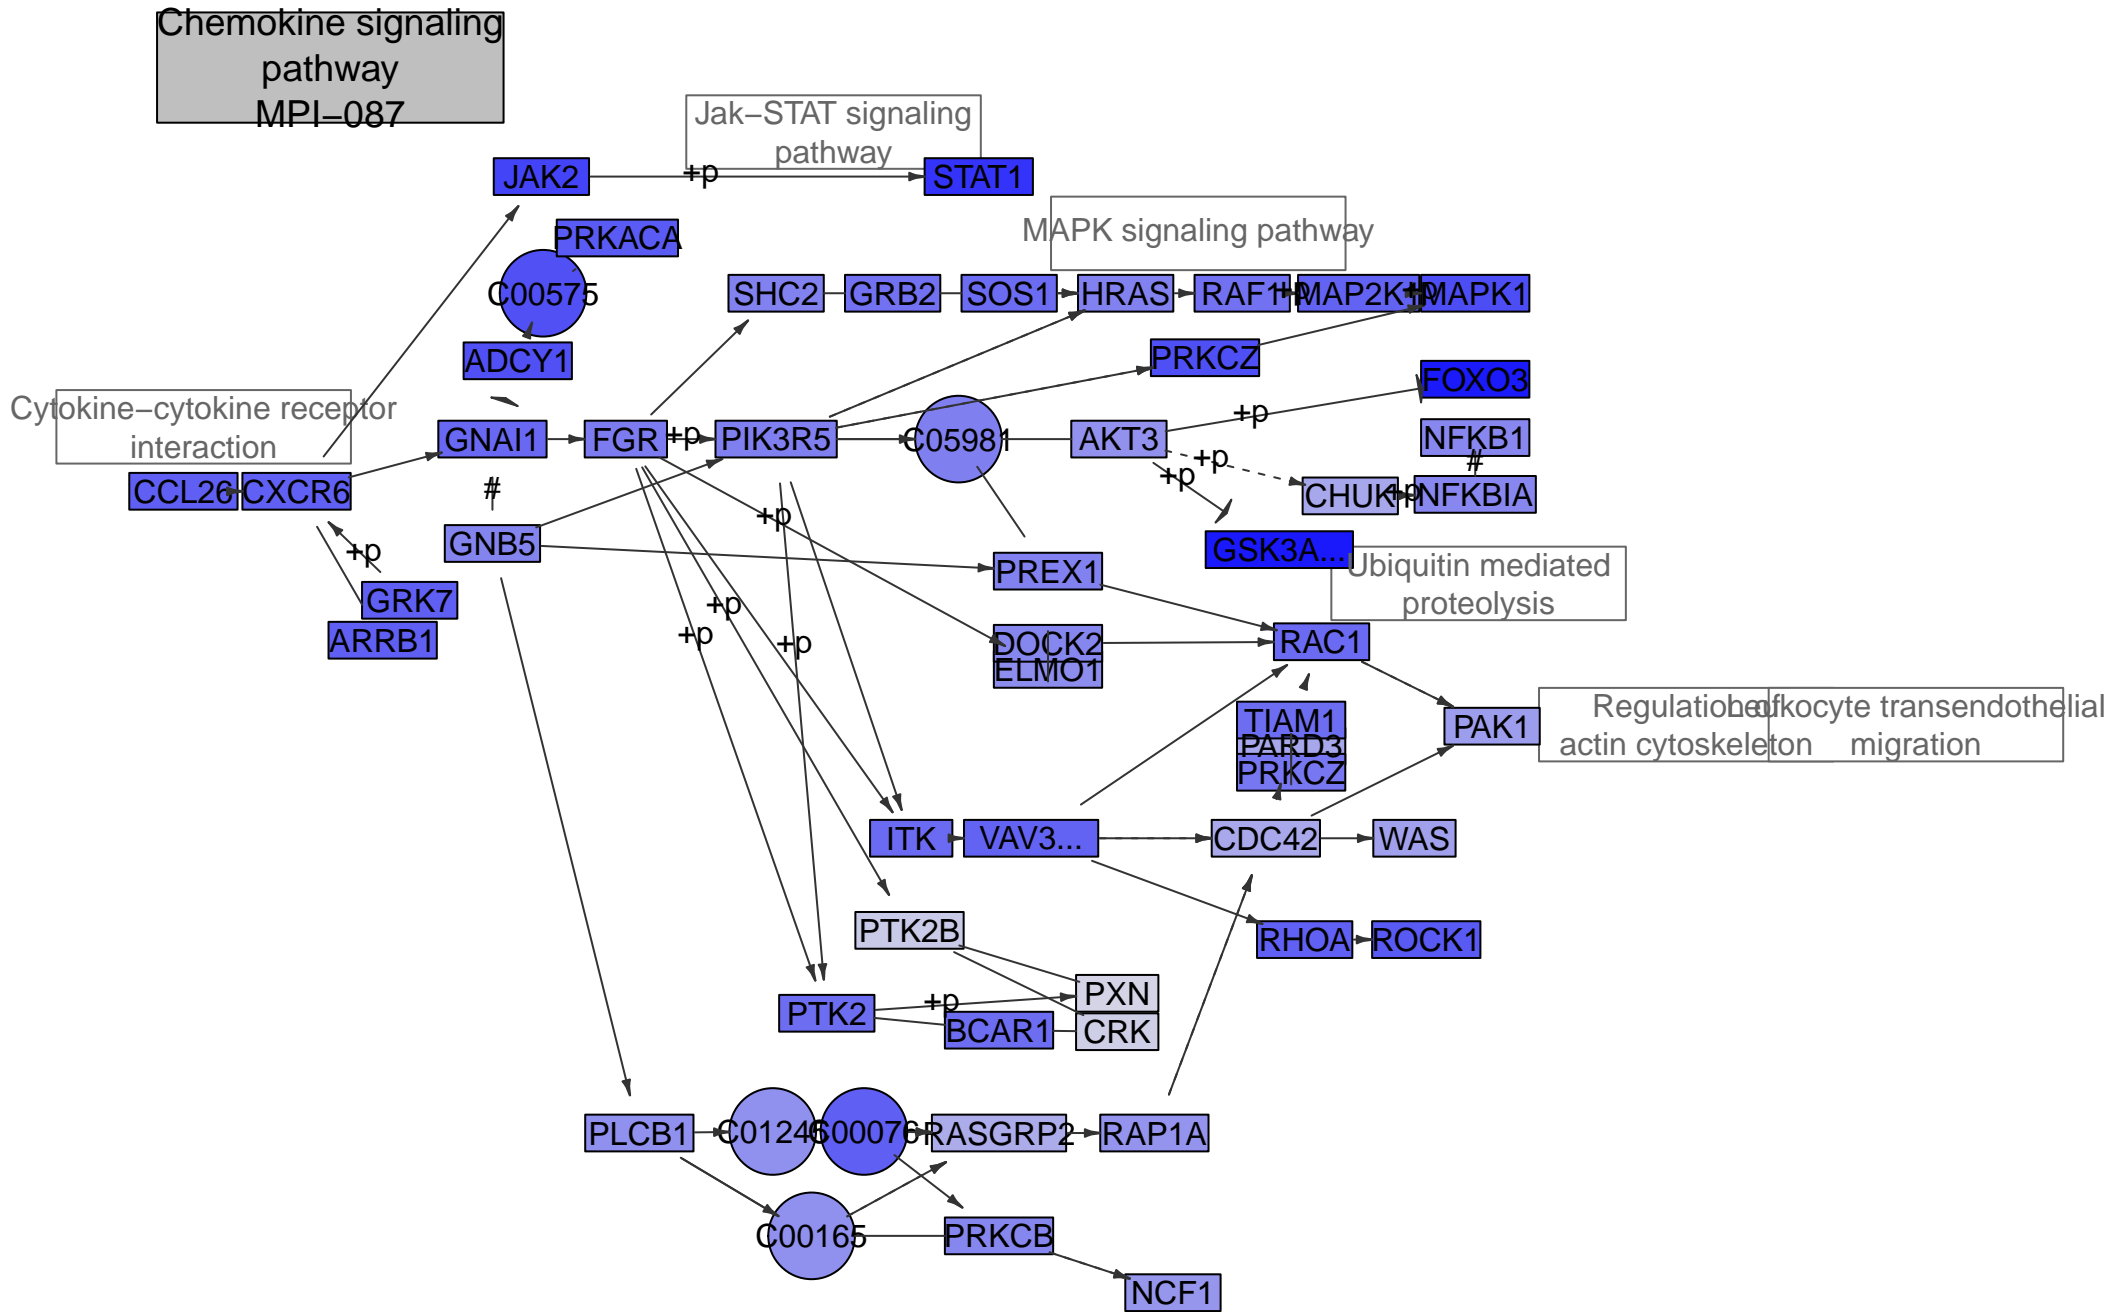 Chemokine signaling
pathway
MPI−087
Jak−STAT signaling
pathway
JAK2
+p
STAT1
PRKACA
MAPK signaling pathway
C00575
SHC2
GRB2
SOS1
HRAS
RAF1
+p
MAP2K1
+p
MAPK1
ADCY1
PRKCZ
FOXO3
Cytokine−cytokine receptor
interaction
GNAI1
FGR
+p
PIK3R5
C05981
AKT3
+p
NFKB1
+p
#
+p
CCL26
CXCR6
#
CHUK
+p
NFKBIA
+p
+p
GNB5
GSK3A...
Ubiquitin mediated
proteolysis
PREX1
GRK7
+p
+p
+p
ARRB1
DOCK2
ELMO1
RAC1
TIAM1
PARD3
PRKCZ
PAK1
Regulation of
actin cytoskeleton
Leukocyte transendothelial
migration
ITK
VAV3...
CDC42
WAS
PTK2B
RHOA
ROCK1
PXN
+p
PTK2
BCAR1
CRK
PLCB1
C01245
C00076
RASGRP2
RAP1A
C00165
PRKCB
NCF1